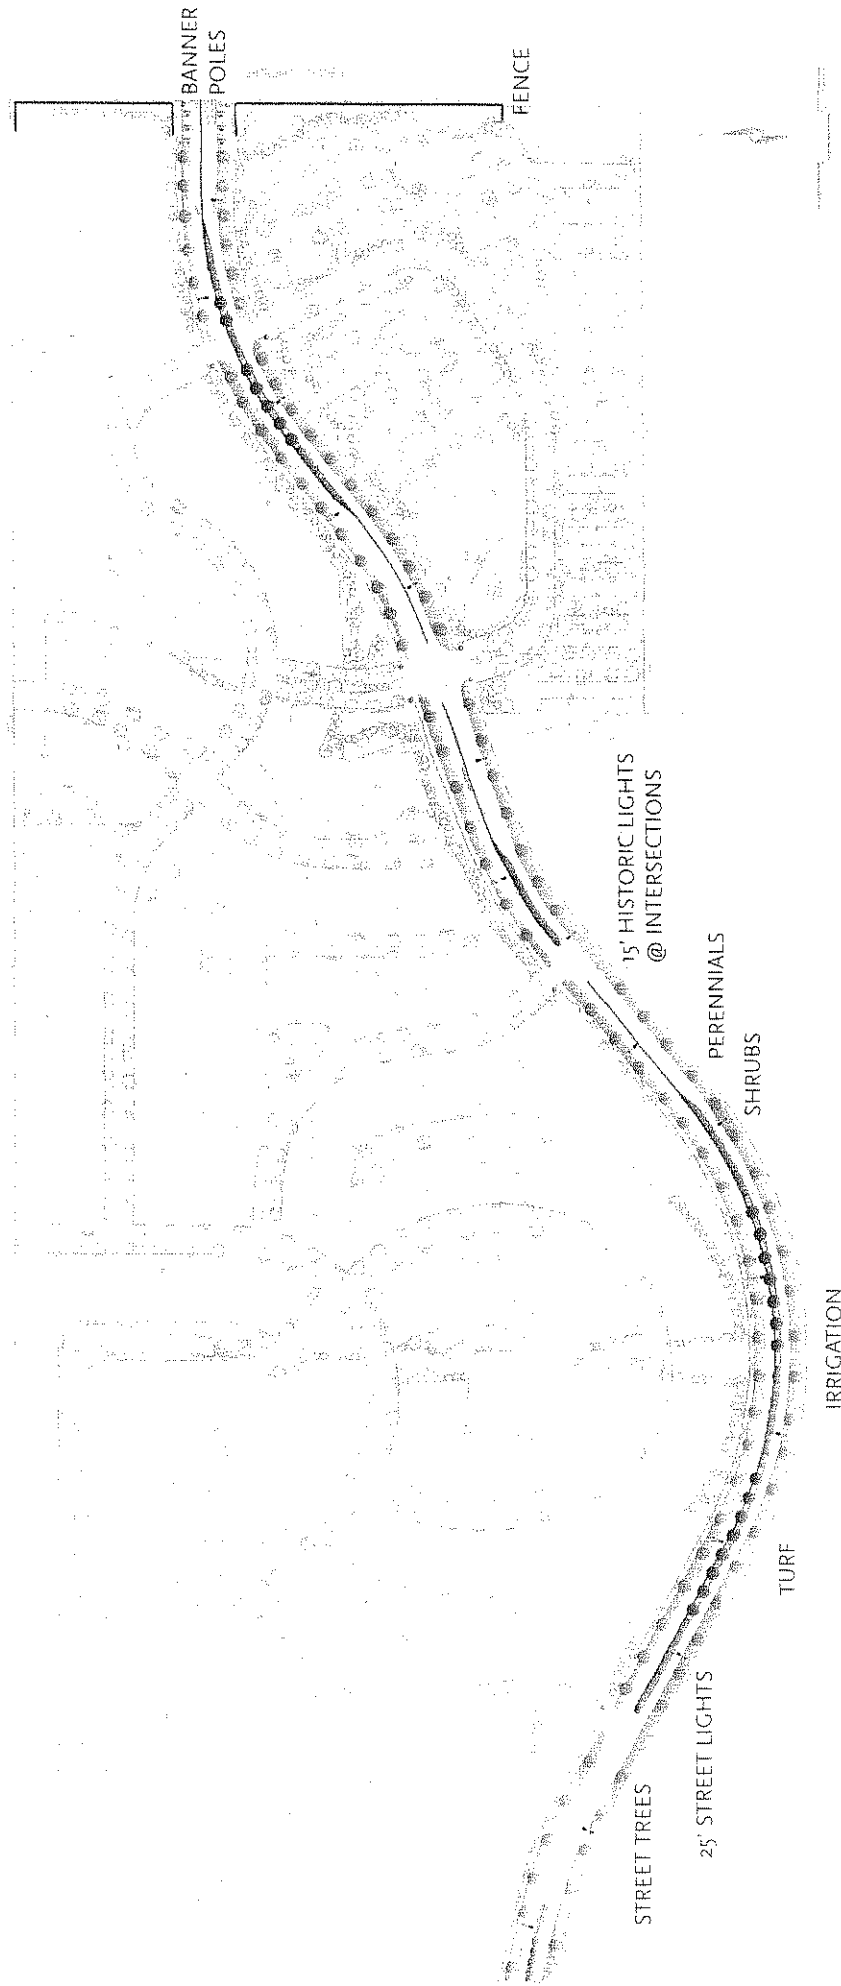 STREET TREES
25' STREET LIGHTS
TURF
IRRIGATION
SHRUBS
PERENNIALS
15' HISTORIC LIGHTS
@ INTERSECTIONS
FENCE
BANNER
POLES